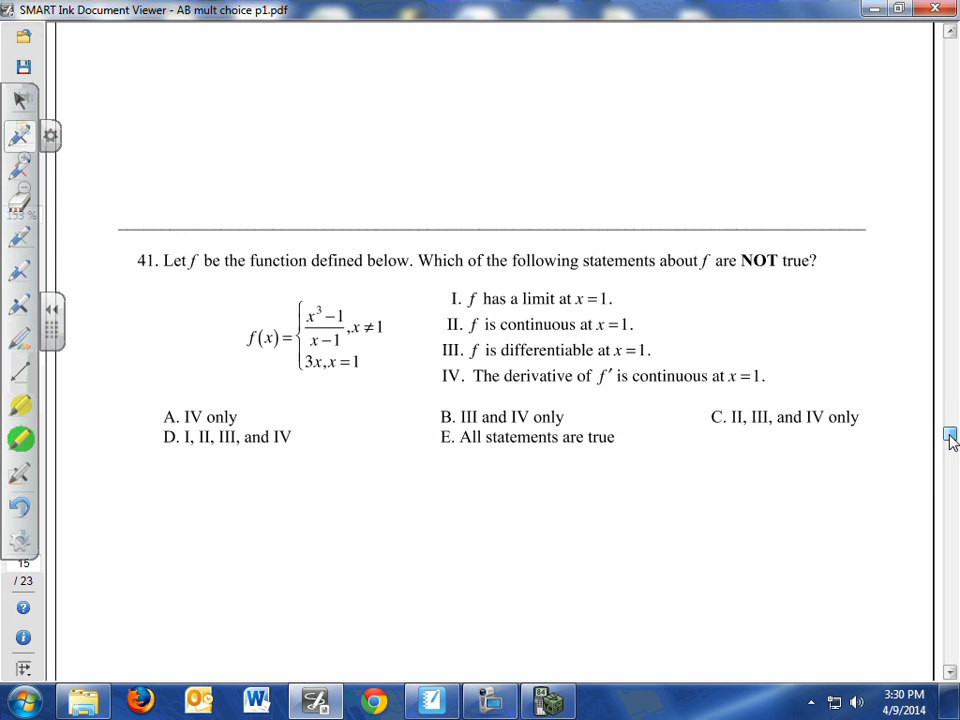 SMART Ink Document Viewer - AB mult choice p1.pdf
153 %
41. Let f be the function defined below. Which of the following statements about f are NOT true?
I. f has a limit at x = 1.
f(x) = { (x³ − 1)/(x − 1), x ≠ 1
II. f is continuous at x = 1.
III. f is differentiable at x = 1.
3x, x = 1
IV. The derivative of f′ is continuous at x = 1.
A. IV only B. III and IV only C. II, III, and IV only
D. I, II, III, and IV E. All statements are true
15
/ 23
3:30 PM
4/9/2014